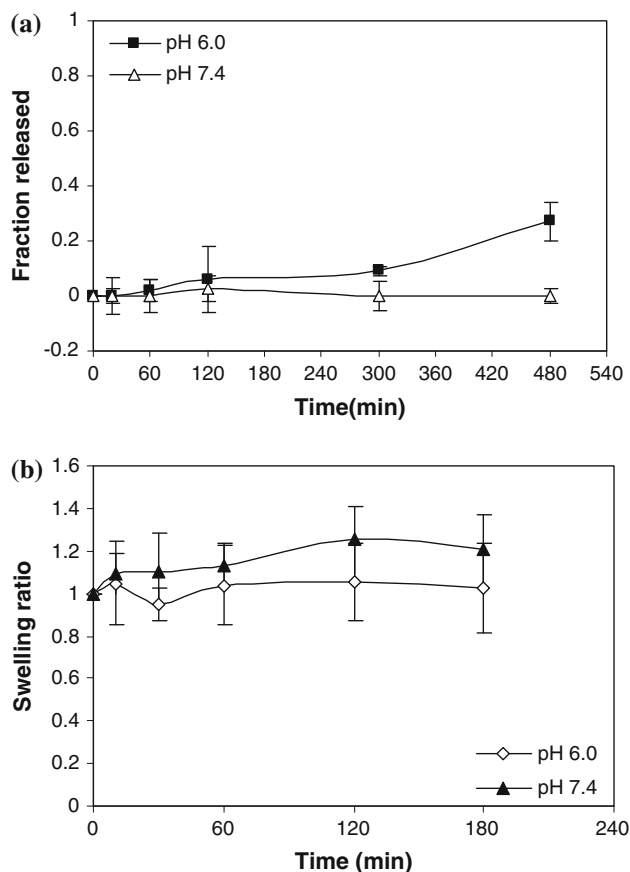 (a)
1
0.8
0.6
0.4
0.2
0
-0.2
Fraction released
pH 6.0
pH 7.4
0 60 120 180 240 300 360 420 480 540
Time(min)
(b)
1.6
1.4
1.2
1
0.8
0.6
0.4
0.2
0
Swelling ratio
pH 6.0
pH 7.4
0 60 120 180 240
Time (min)